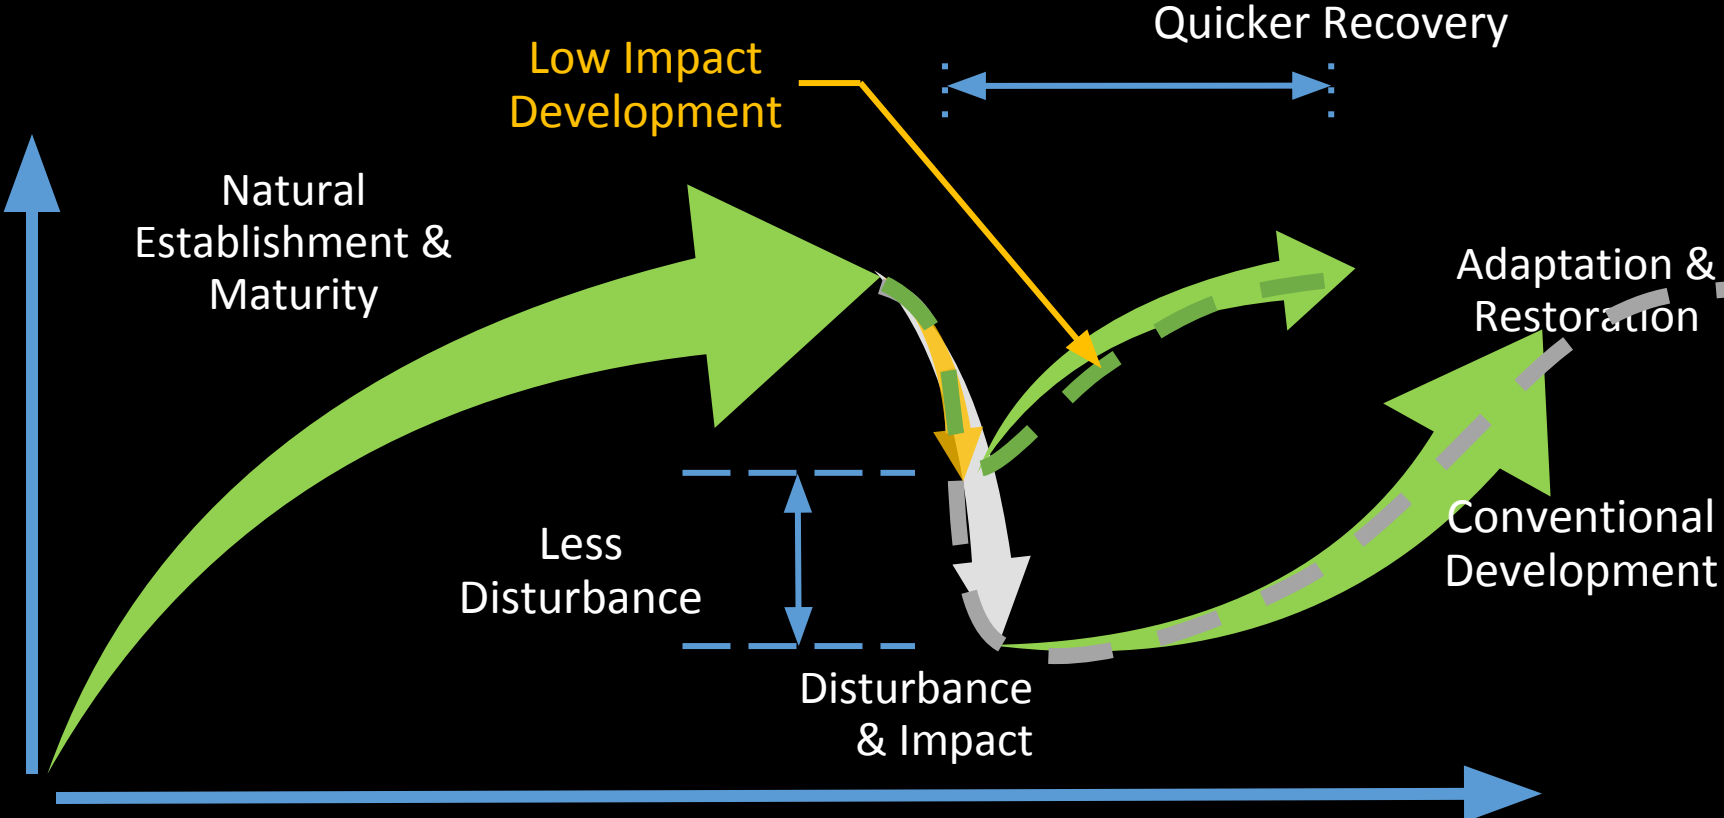 Quicker Recovery
Low Impact
Development
Natural
Establishment &
Maturity
Adaptation &
Restoration
Less
Disturbance
Conventional
Development
Disturbance
& Impact